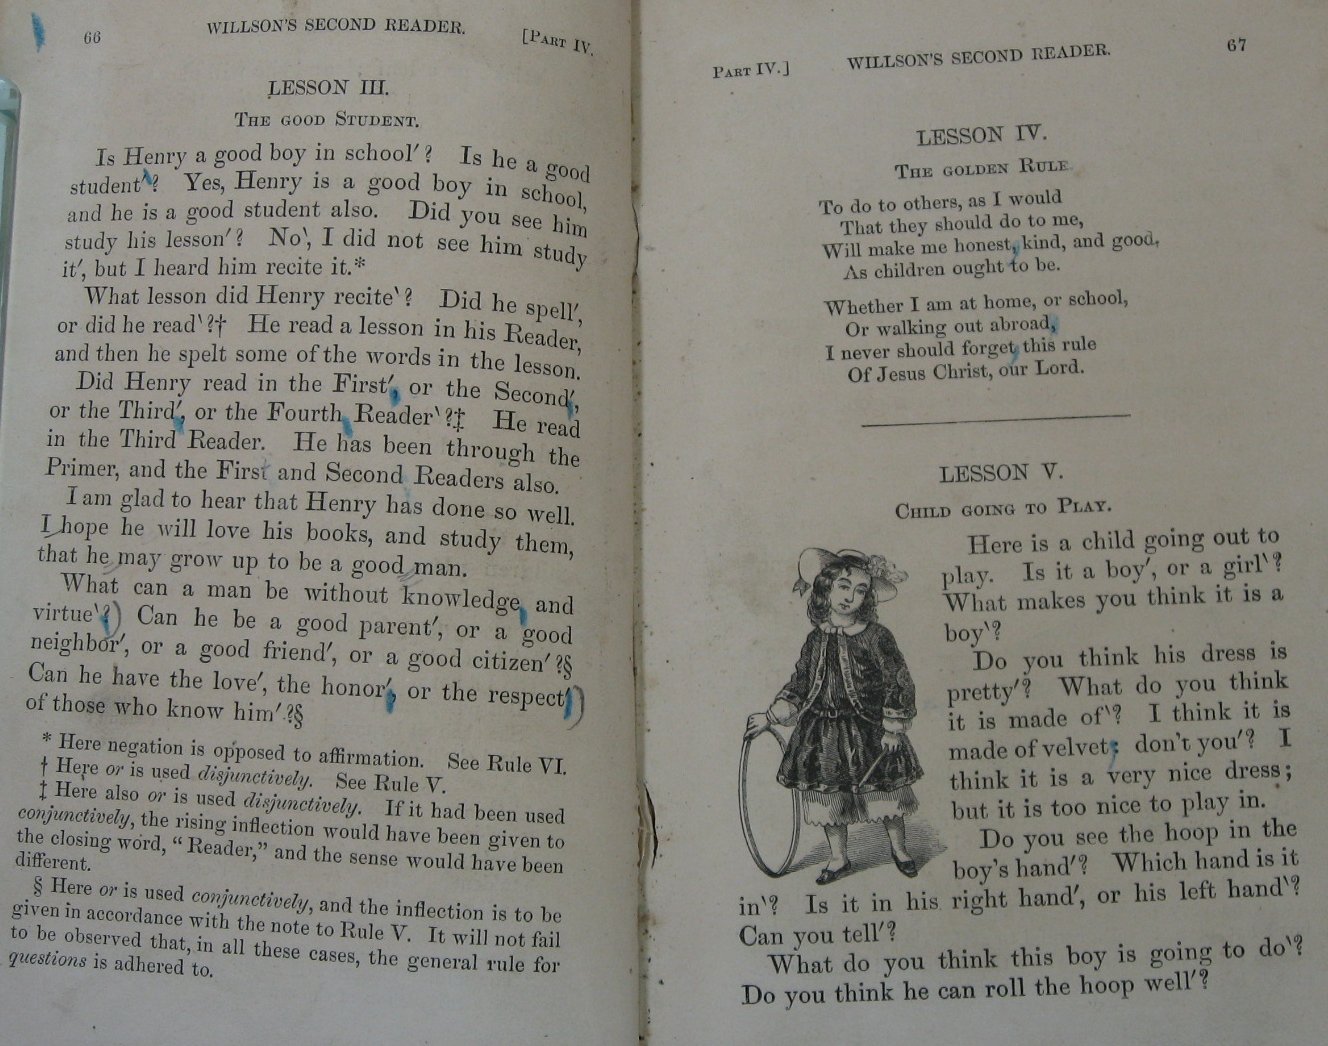 66 WILLSON'S SECOND READER. [PART IV.
LESSON III.
THE GOOD STUDENT.
Is Henry a good boy in school′? Is he a good
student‵? Yes, Henry is a good boy in school,
and he is a good student also. Did you see him
study his lesson′? No‵, I did not see him study
it′, but I heard him recite it.*
What lesson did Henry recite‵? Did he spell′,
or did he read‵?† He read a lesson in his Reader,
and then he spelt some of the words in the lesson.
Did Henry read in the First′, or the Second′,
or the Third′, or the Fourth Reader‵?‡ He read
in the Third Reader. He has been through the
Primer, and the First and Second Readers also.
I am glad to hear that Henry has done so well.
I hope he will love his books, and study them,
that he may grow up to be a good man.
What can a man be without knowledge and
virtue‵? Can he be a good parent′, or a good
neighbor′, or a good friend′, or a good citizen′?§
Can he have the love′, the honor′, or the respect′
of those who know him′?§
* Here negation is opposed to affirmation. See Rule VI.
† Here or is used disjunctively. See Rule V.
‡ Here also or is used disjunctively. If it had been used
conjunctively, the rising inflection would have been given to
the closing word, "Reader," and the sense would have been
different.
§ Here or is used conjunctively, and the inflection is to be
given in accordance with the note to Rule V. It will not fail
to be observed that, in all these cases, the general rule for
questions is adhered to.
PART IV.] WILLSON'S SECOND READER. 67
LESSON IV.
THE GOLDEN RULE
To do to others, as I would
That they should do to me,
Will make me honest, kind, and good,
As children ought to be.
Whether I am at home, or school,
Or walking out abroad,
I never should forget this rule
Of Jesus Christ, our Lord.
LESSON V.
CHILD GOING TO PLAY.
Here is a child going out to
play. Is it a boy′, or a girl‵?
What makes you think it is a
boy‵?
Do you think his dress is
pretty′? What do you think
it is made of‵? I think it is
made of velvet: don't you′? I
think it is a very nice dress;
but it is too nice to play in.
Do you see the hoop in the
boy's hand′? Which hand is it
in‵? Is it in his right hand′, or his left hand‵?
Can you tell′?
What do you think this boy is going to do‵?
Do you think he can roll the hoop well′?